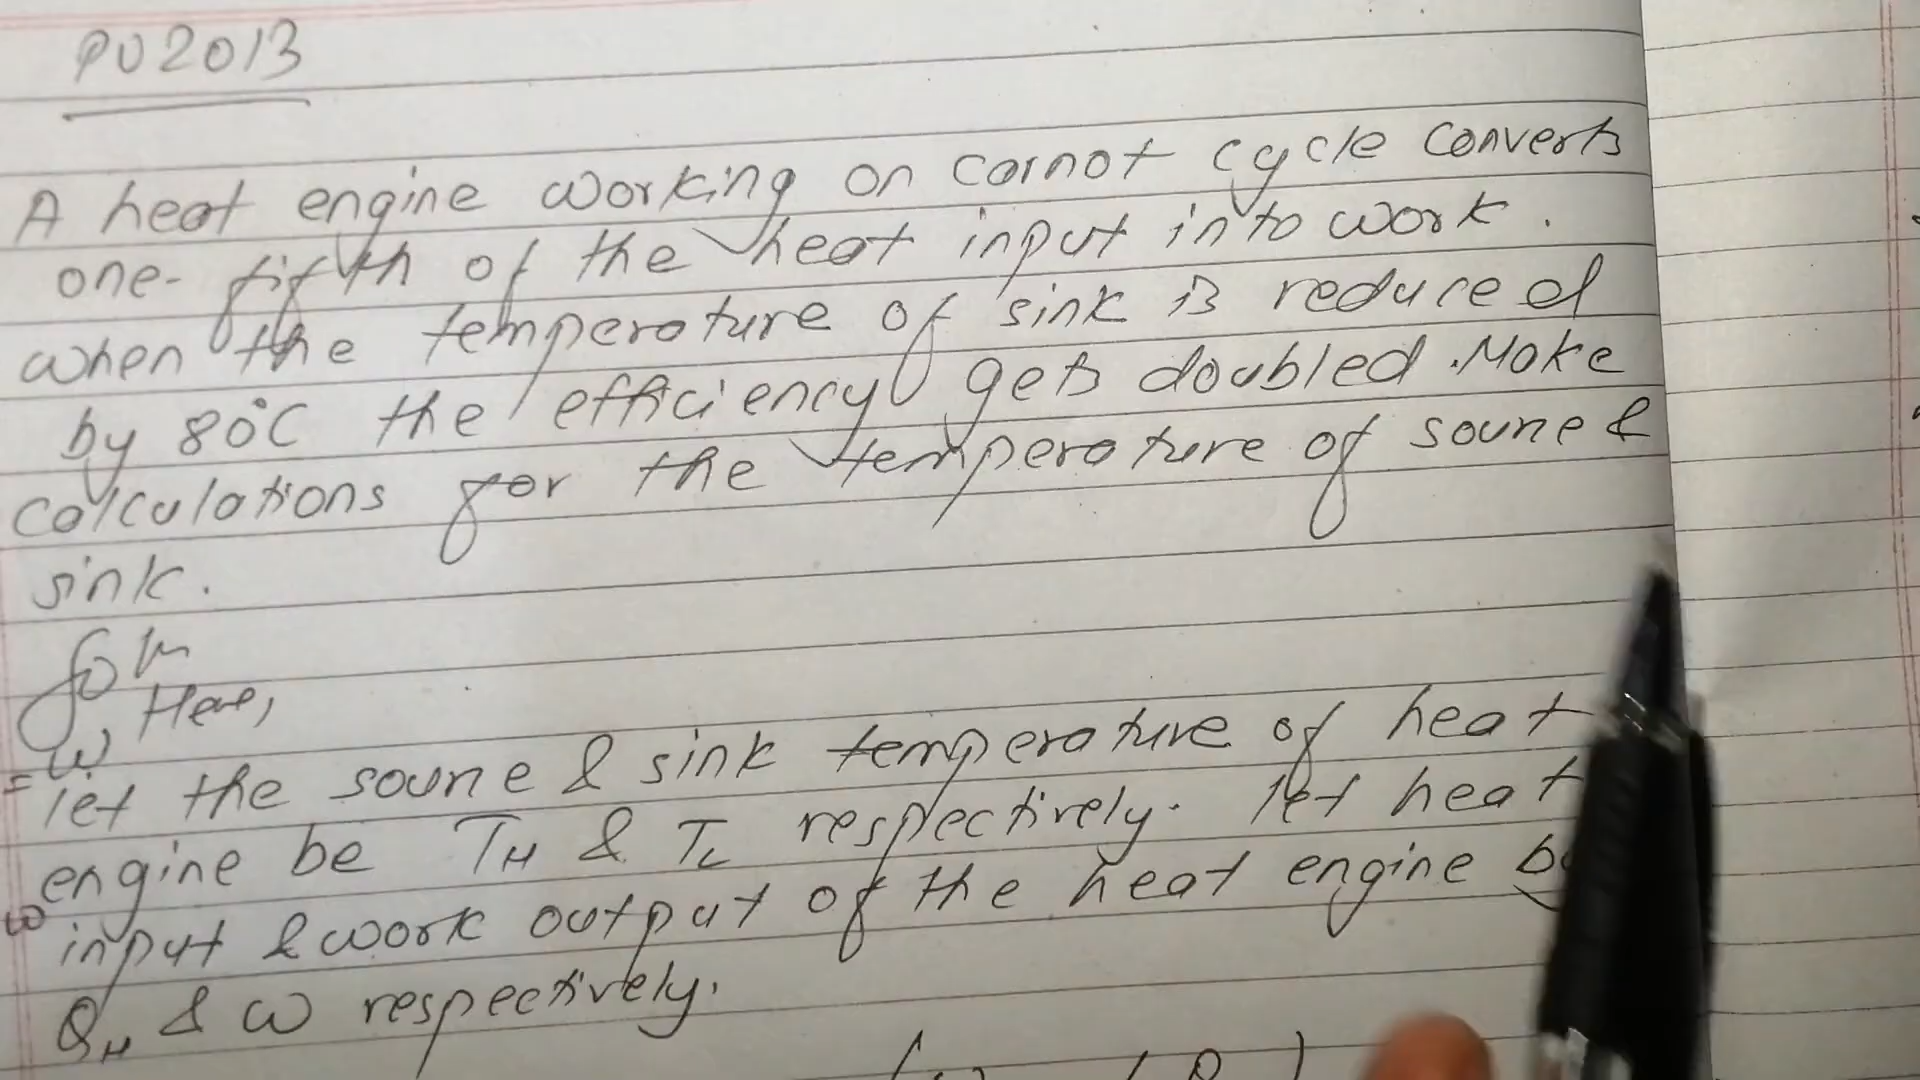 PU 2013
A heat engine working on carnot cycle converts
one-fifth of the heat input into work.
when the temperature of sink is reduced
by 80°C the efficiency gets doubled. Make
calculations for the temperature of source &
sink.
Soln
Here,
let the source & sink temperature of heat
engine be TH & TL respectively. let heat
input & work output of the heat engine be
QH & W respectively.